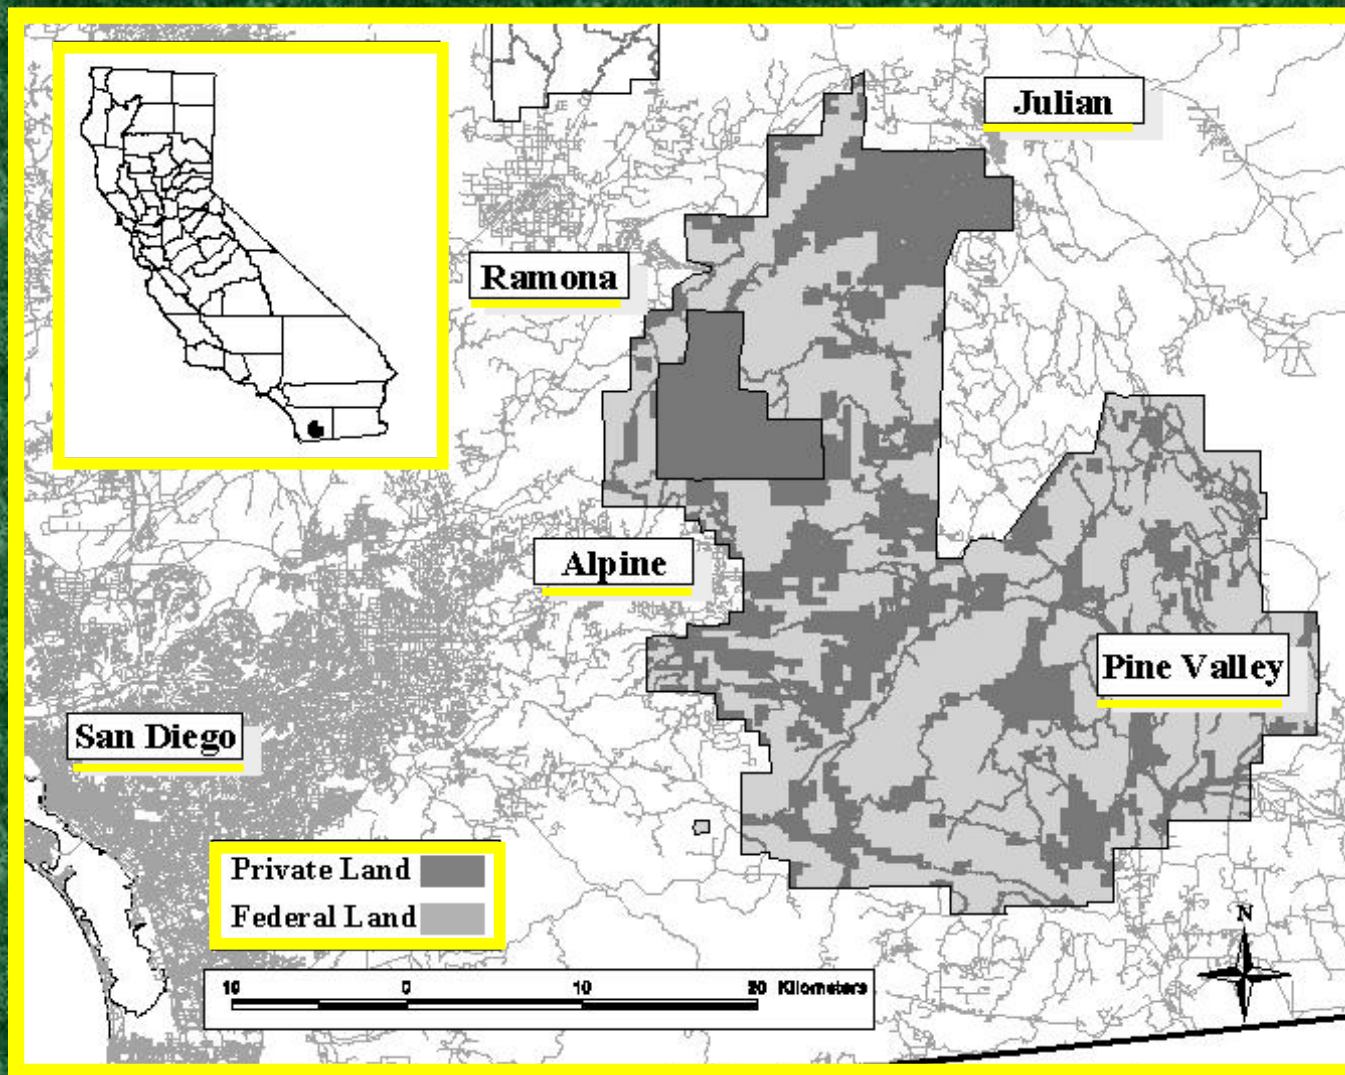 Julian
Ramona
Alpine
Pine Valley
San Diego
Private Land
Federal Land
10 0 10 20 Kilometers
N